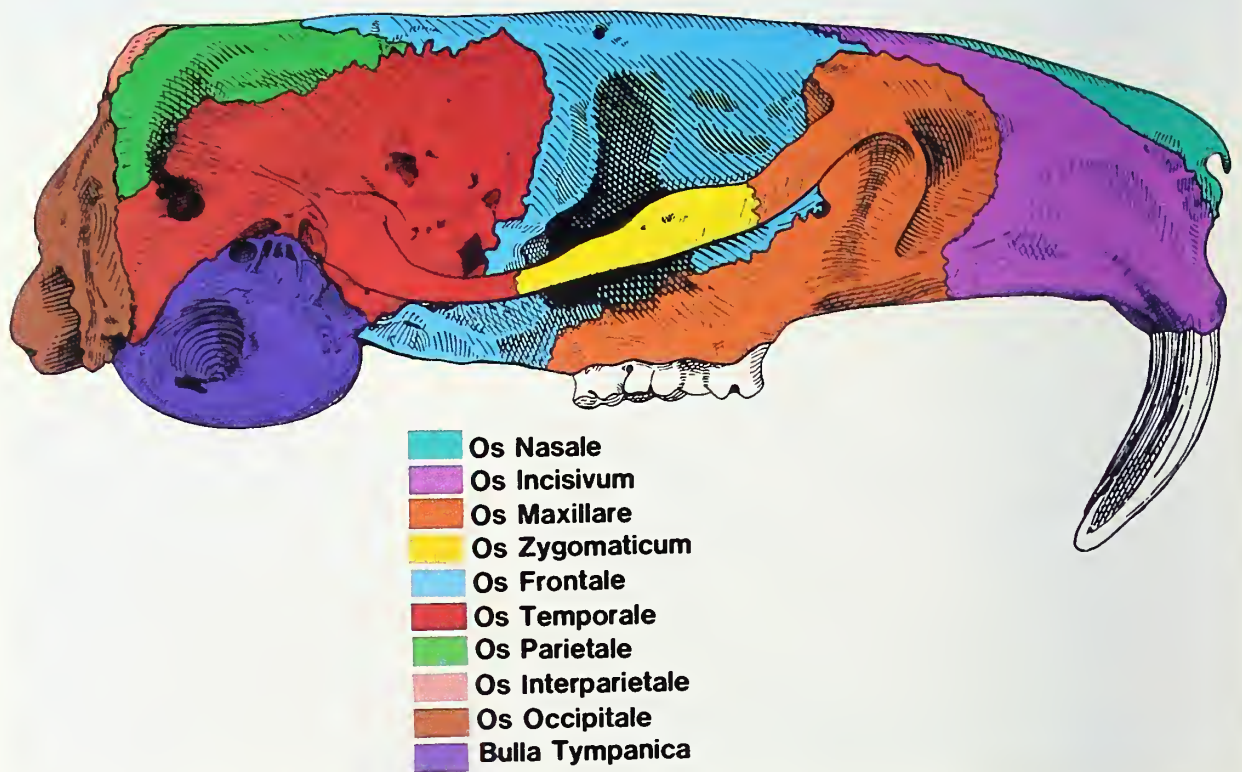 Os Nasale
Os Incisivum
Os Maxillare
Os Zygomaticum
Os Frontale
Os Temporale
Os Parietale
Os Interparietale
Os Occipitale
Bulla Tympanica